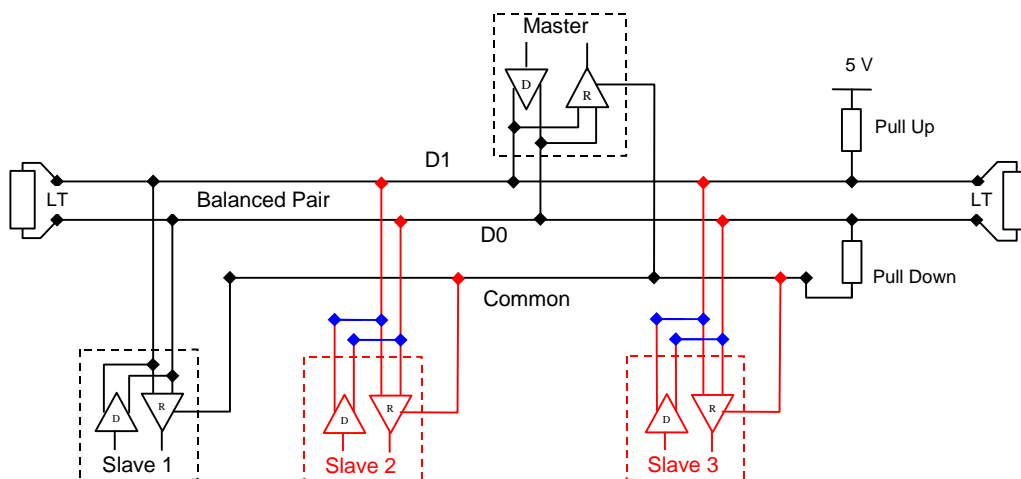 Master
D
R
5 V
Pull Up
D1
LT
Balanced Pair
LT
D0
Pull Down
Common
D
R
D
R
D
R
Slave 1
Slave 2
Slave 3